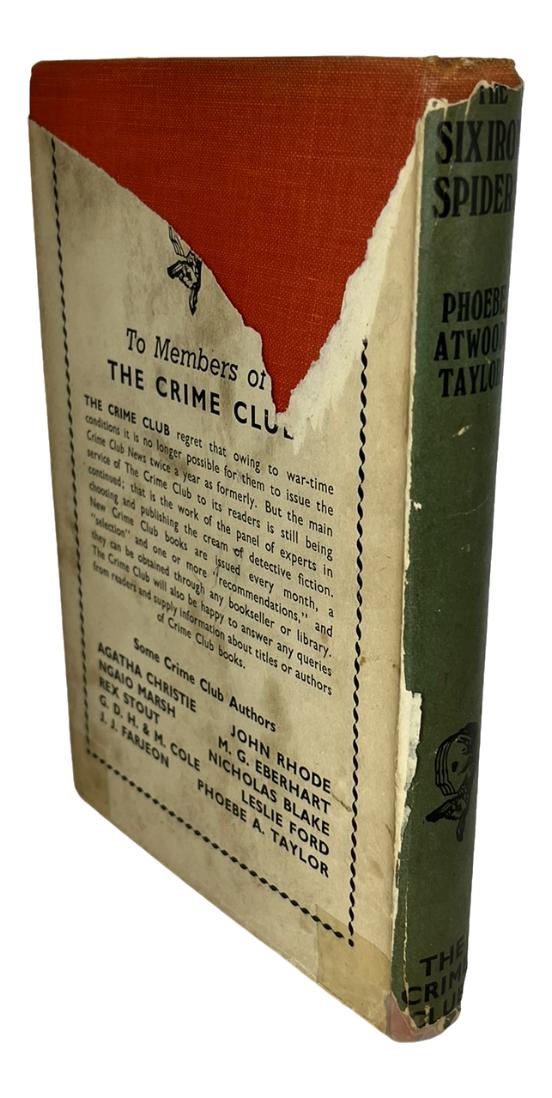 To Members of
THE CRIME CLUB
THE CRIME CLUB regret that owing to war-time
conditions it is no longer possible for them to issue the
Crime Club News twice a year as formerly. But the main
service of The Crime Club to its readers is still being
continued; that is the work of the panel of experts in
choosing and publishing the cream of detective fiction.
New Crime Club books are issued every month, a
"selection" and one or more "recommendations," and
they can be obtained through any bookseller or library.
The Crime Club will also be happy to answer any queries
from readers and supply information about titles or authors
of Crime Club books.
Some Crime Club Authors
AGATHA CHRISTIE JOHN RHODE
NGAIO MARSH M. G. EBERHART
REX STOUT NICHOLAS BLAKE
G. D. H. & M. COLE LESLIE FORD
J. J. FARJEON PHOEBE A. TAYLOR
THE
SIX IRO
SPIDER
PHOEBE
ATWOOD
TAYLOR
THE
CRIME
CLUB